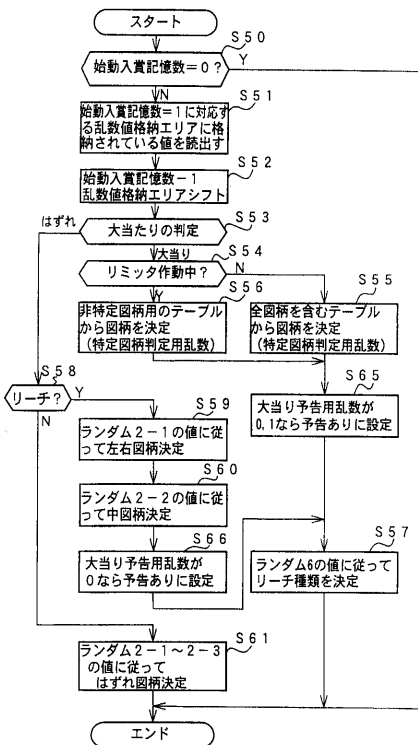 スタート
S50
始動入賞記憶数=0?
Y
N
S51
始動入賞記憶数=1に対応す
る乱数値格納エリアに格
納されている値を読出す
S52
始動入賞記憶数-1
乱数値格納エリアシフト
S53
はずれ
大当たりの判定
大当り
S54
リミッタ作動中?
N
Y
S56
S55
非特定図柄用のテーブル
から図柄を決定
(特定図柄判定用乱数)
全図柄を含むテーブル
から図柄を決定
(特定図柄判定用乱数)
S58
リーチ?
Y
N
S65
大当り予告用乱数が
0,1なら予告ありに設定
S59
ランダム2-1の値に従
って左右図柄決定
S60
ランダム2-2の値に従
って中図柄決定
S66
大当り予告用乱数が
0なら予告ありに設定
S57
ランダム6の値に従って
リーチ種類を決定
S61
ランダム2-1~2-3
の値に従って
はずれ図柄決定
エンド